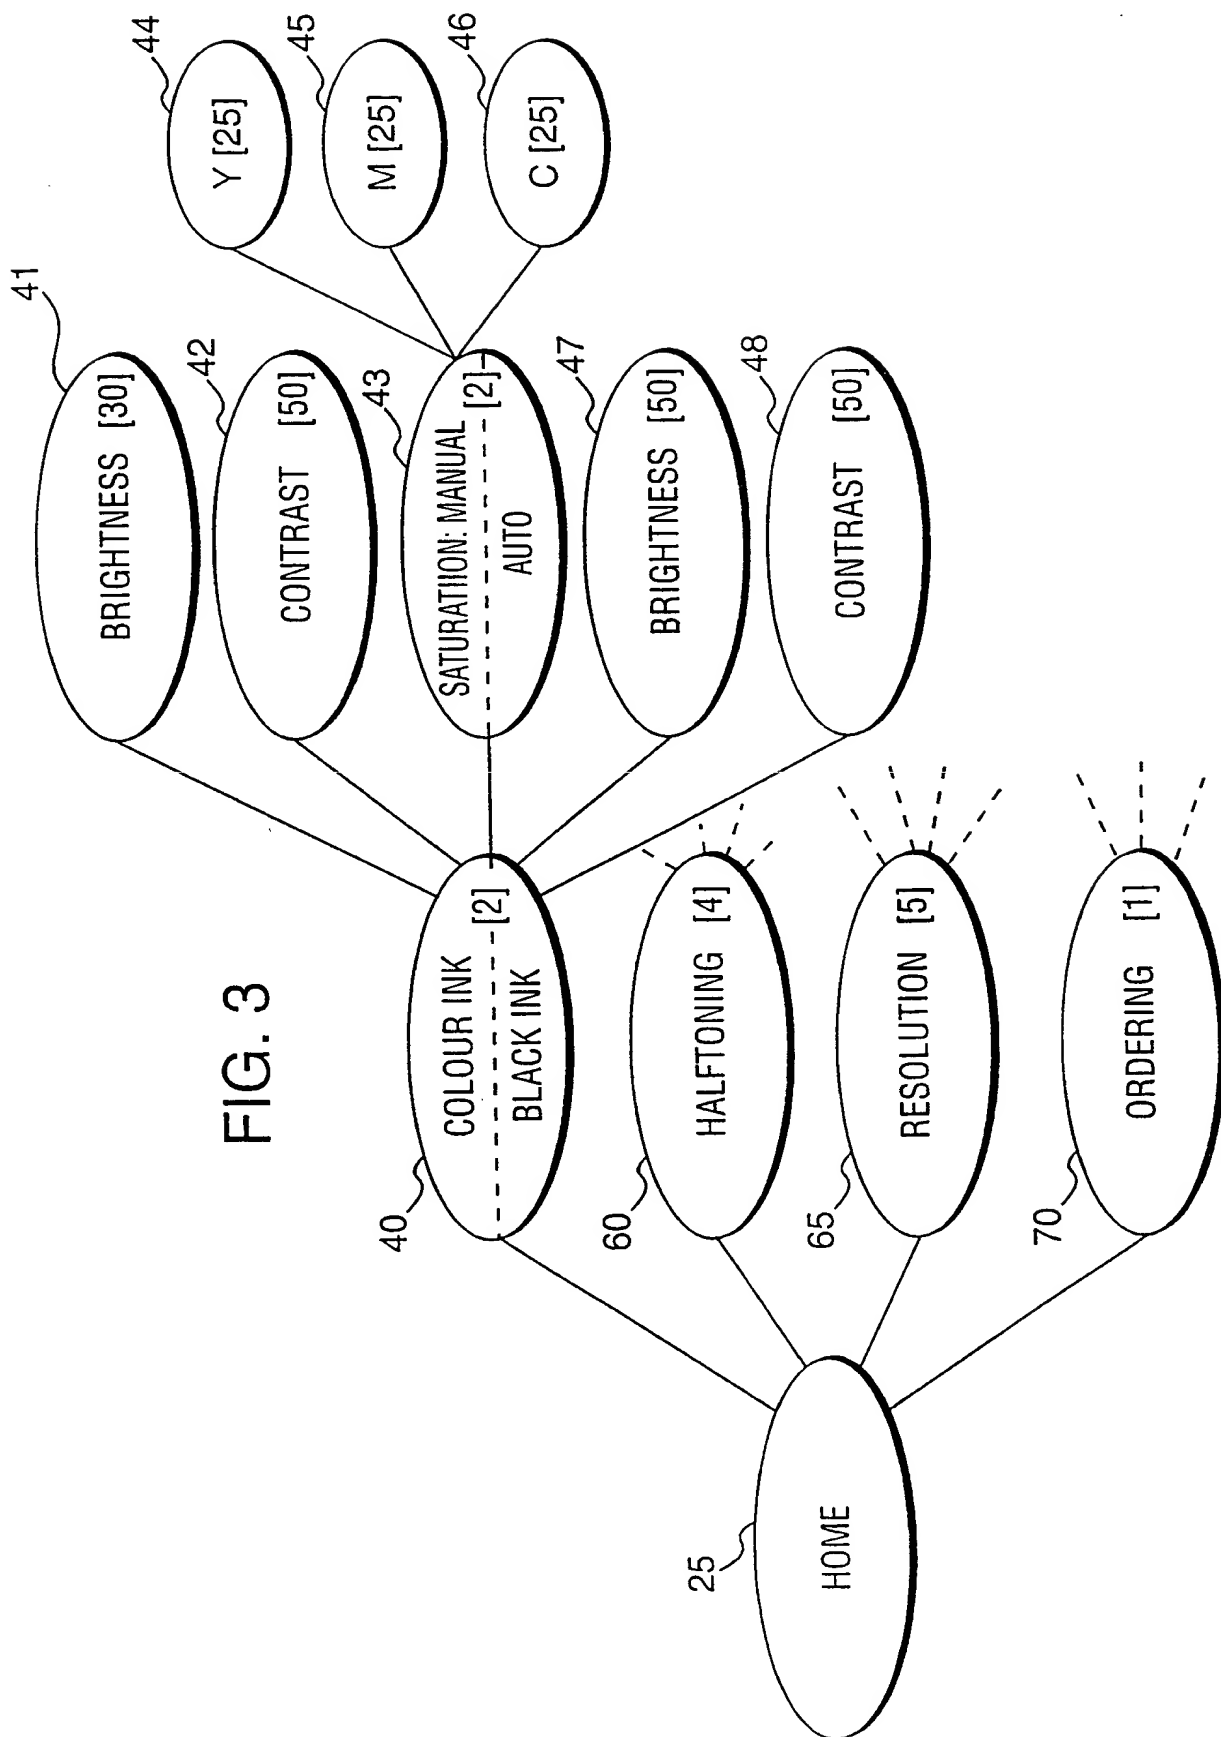 FIG. 3
25
HOME
40
COLOUR INK [2]
BLACK INK
60
HALFTONING [4]
65
RESOLUTION [5]
70
ORDERING [1]
41
BRIGHTNESS [30]
42
CONTRAST [50]
43
SATURATIION: MANUAL [2]
AUTO
47
BRIGHTNESS [50]
48
CONTRAST [50]
44
Y [25]
45
M [25]
46
C [25]